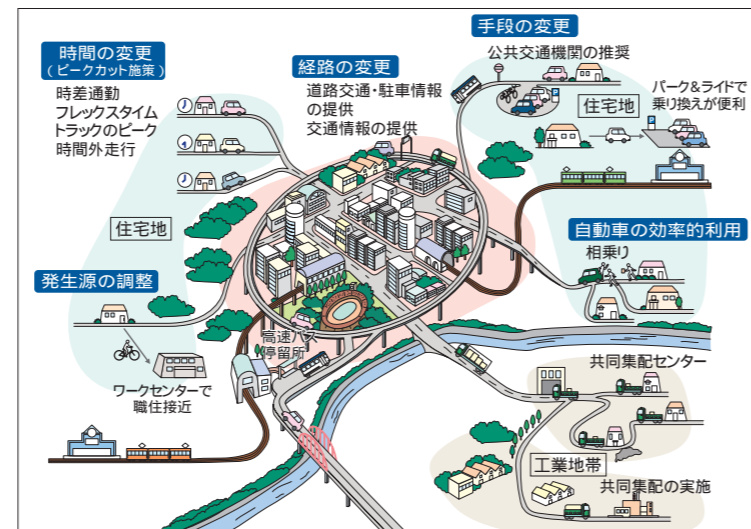 時間の変更
(ピークカット施策)
時差通勤
フレックスタイム
トラックのピーク
時間外走行
経路の変更
道路交通・駐車情報
の提供
交通情報の提供
手段の変更
公共交通機関の推奨
パーク&ライドで
乗り換えが便利
住宅地
住宅地
自動車の効率的利用
相乗り
発生源の調整
ワークセンターで
職住接近
高速バス
停留所
共同集配センター
工業地帯
共同集配の実施